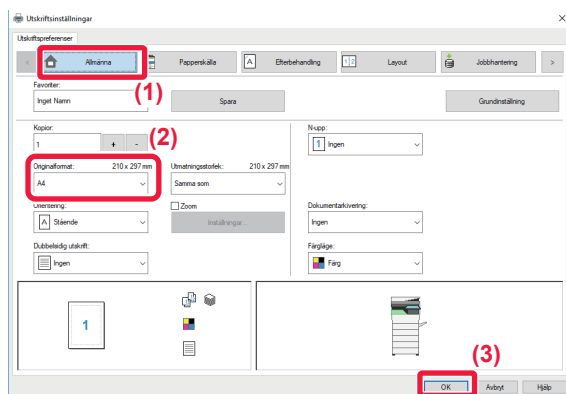 Utskriftsinställningar
Utskriftspreferenser
Allmänna
Papperskälla
Efterbehandling
Layout
Jobbhantering
Favoriter:
Inget Namn
(1)
Spara
Grundinställning
Kopior:
1
+ -
(2)
N-upp:
1 Ingen
Originalformat: 210 x 297 mm
Utmatningsstorlek: 210 x 297 mm
A4
Samma som
Orientering:
Zoom
Dokumentarkivering:
A Stående
Inställningar...
Ingen
Dubbelsidig utskrift:
Färgläge:
Ingen
Färg
1
(3)
OK
Avbryt
Hjälp